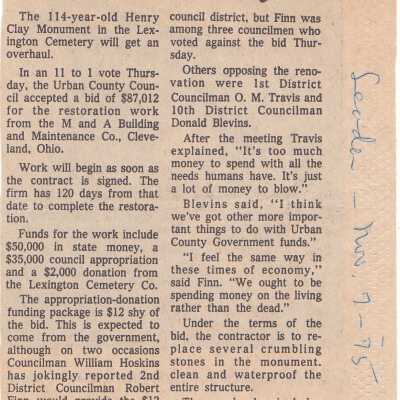 The 114-year-old Henry
Clay Monument in the Lex-
ington Cemetery will get an
overhaul.
In an 11 to 1 vote Thurs-
day, the Urban County Coun-
cil accepted a bid of $87,012
for the restoration work
from the M and A Building
and Maintenance Co., Cleve-
land, Ohio.
Work will begin as soon as
the contract is signed. The
firm has 120 days from that
date to complete the restora-
tion.
Funds for the work include
$50,000 in state money, a
$35,000 council appropriation
and a $2,000 donation from
the Lexington Cemetery Co.
The appropriation-donation
funding package is $12 shy of
the bid. This is expected to
come from the government,
although on two occasions
Councilman William Hoskins
has jokingly reported 2nd
District Councilman Robert
Finn would provide the $12
council district, but Finn was
among three councilmen who
voted against the bid Thur-
sday.
Others opposing the reno-
vation were 1st District
Councilman O. M. Travis and
10th District Councilman
Donald Blevins.
After the meeting Travis
explained, "It's too much
money to spend with all the
needs humans have. It's just
a lot of money to blow."
Blevins said, "I think
we've got other more impor-
tant things to do with Urban
County Government funds."
"I feel the same way in
these times of economy,"
said Finn. "We ought to be
spending money on the living
rather than the dead."
Under the terms of the
bid, the contractor is to re-
place several crumbling
stones in the monument.
clean and waterproof the
entire structure.
Leader - Nov. 7-75